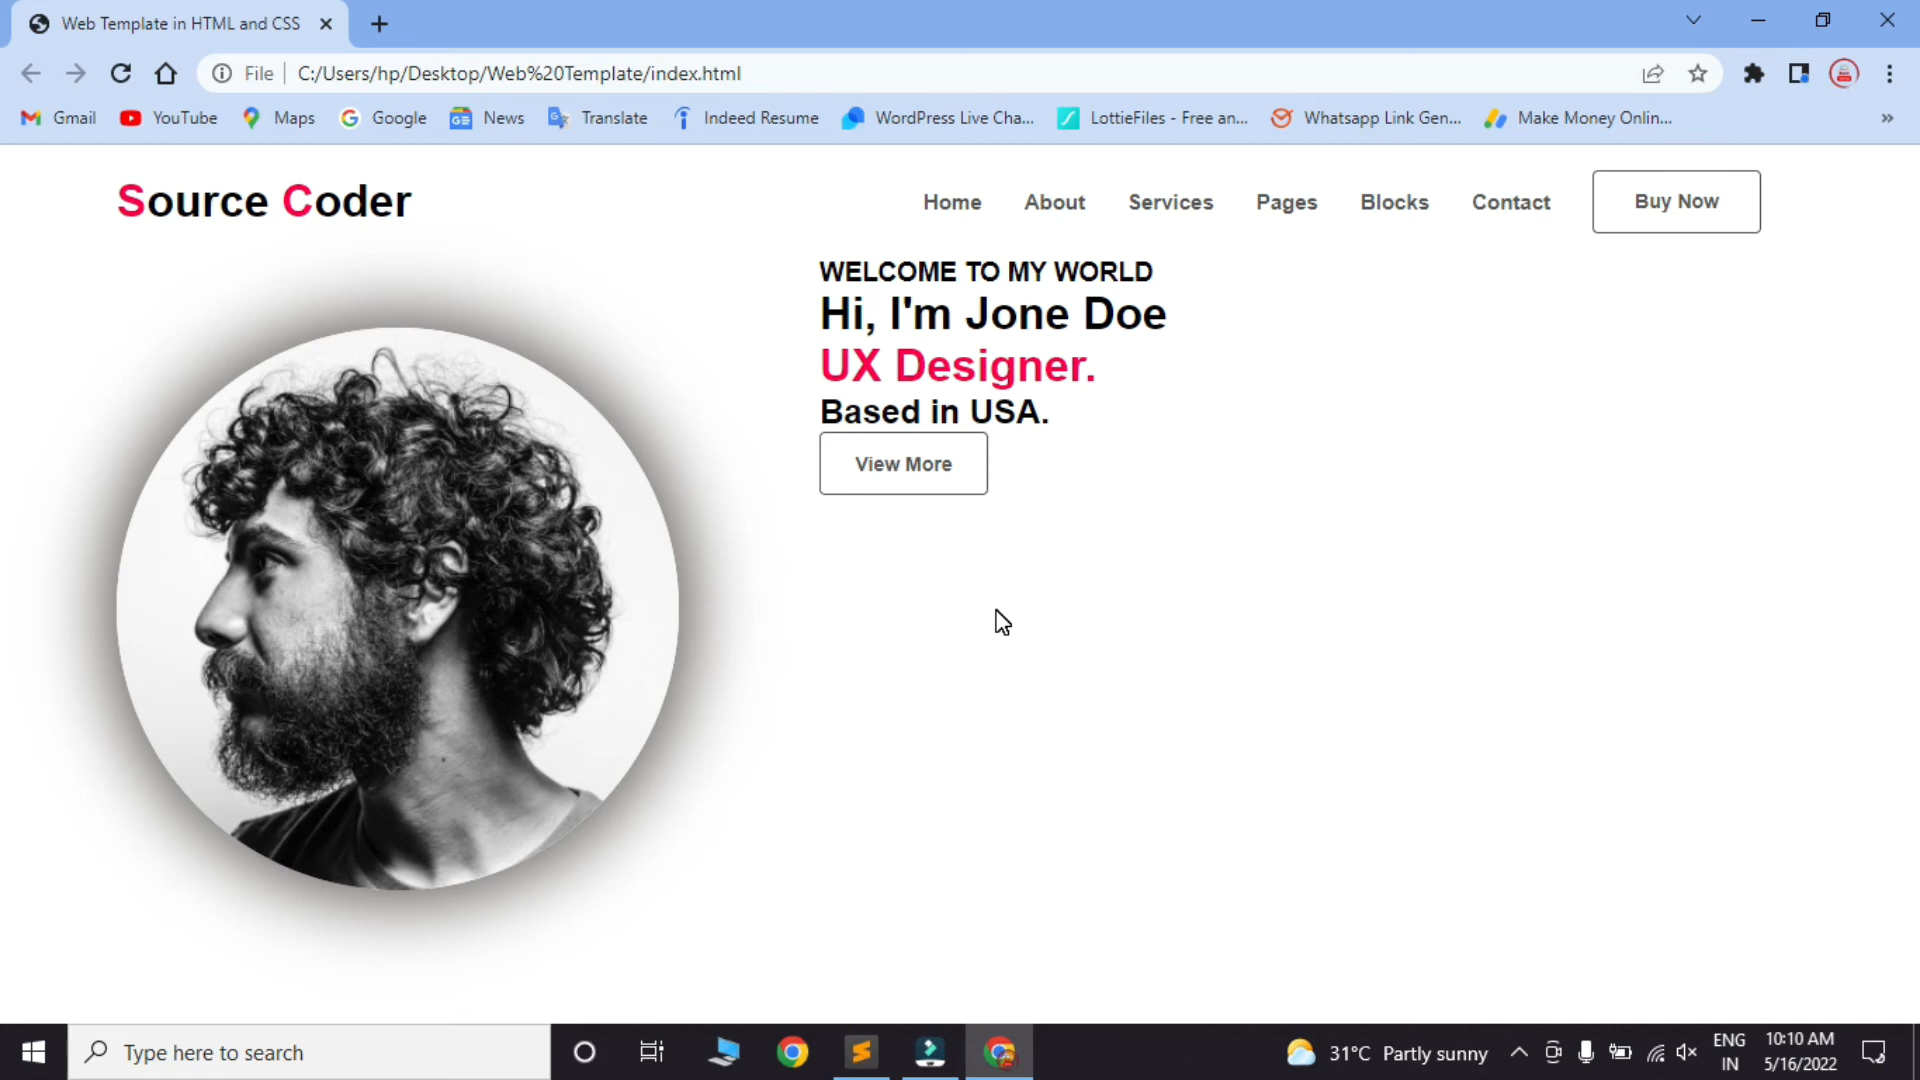 Web Template in HTML and CSS
File C:/Users/hp/Desktop/Web%20Template/index.html
Gmail YouTube Maps Google News Translate Indeed Resume WordPress Live Cha... LottieFiles - Free an... Whatsapp Link Gen... Make Money Onlin... »
Source Coder Home About Services Pages Blocks Contact Buy Now
WELCOME TO MY WORLD
Hi, I'm Jone Doe
UX Designer.
Based in USA.
View More
Type here to search 31°C Partly sunny ENG 10:10 AM
IN 5/16/2022